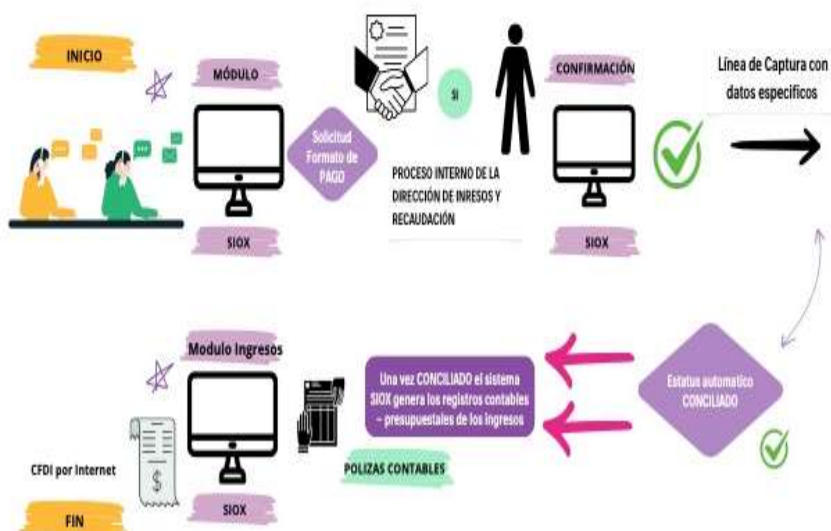 INICIO
MÓDULO
SIOX
Solicitud
Formato de
PAGO
SI
PROCESO INTERNO DE LA
DIRECCIÓN DE INRESOS Y
RECAUDACIÓN
CONFIRMACIÓN
SIOX
Línea de Captura con
datos especificos
Estatus automatico
CONCILIADO
Una vez CONCILIADO el sistema
SIOX genera los registros contables
– presupuestales de los ingresos
POLIZAS CONTABLES
Modulo Ingresos
SIOX
$
CFDI por Internet
FIN